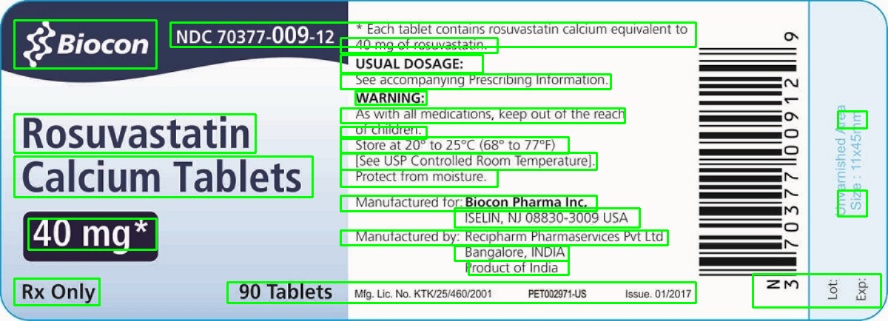 Biocon
NDC 70377-009-12
Rosuvastatin
Calcium Tablets
40 mg*
Rx Only
90 Tablets
* Each tablet contains rosuvastatin calcium equivalent to
40 mg of rosuvastatin.
USUAL DOSAGE:
See accompanying Prescribing Information.
WARNING:
As with all medications, keep out of the reach
of children.
Store at 20° to 25°C (68° to 77°F)
[See USP Controlled Room Temperature].
Protect from moisture.
Manufactured for: Biocon Pharma Inc.
ISELIN, NJ 08830-3009 USA
Manufactured by: Recipharm Pharmaservices Pvt Ltd
Bangalore, INDIA
Product of India
Mfg. Lic. No. KTK/25/460/2001 PET002971-US Issue. 01/2017
N
3 70377 00912 9
Unvarnished Area
Size : 11x45mm
Lot:
Exp: